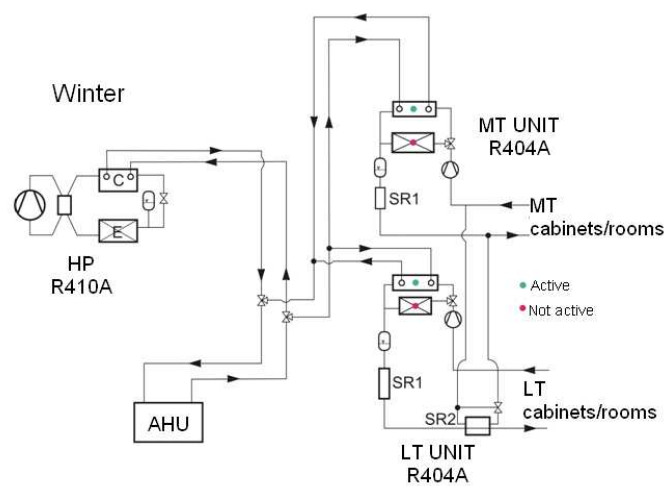 Winter
MT UNIT
R404A
C
E
SR1
MT
cabinets/rooms
HP
R410A
Active
Not active
SR1
LT
cabinets/rooms
AHU
SR2
LT UNIT
R404A